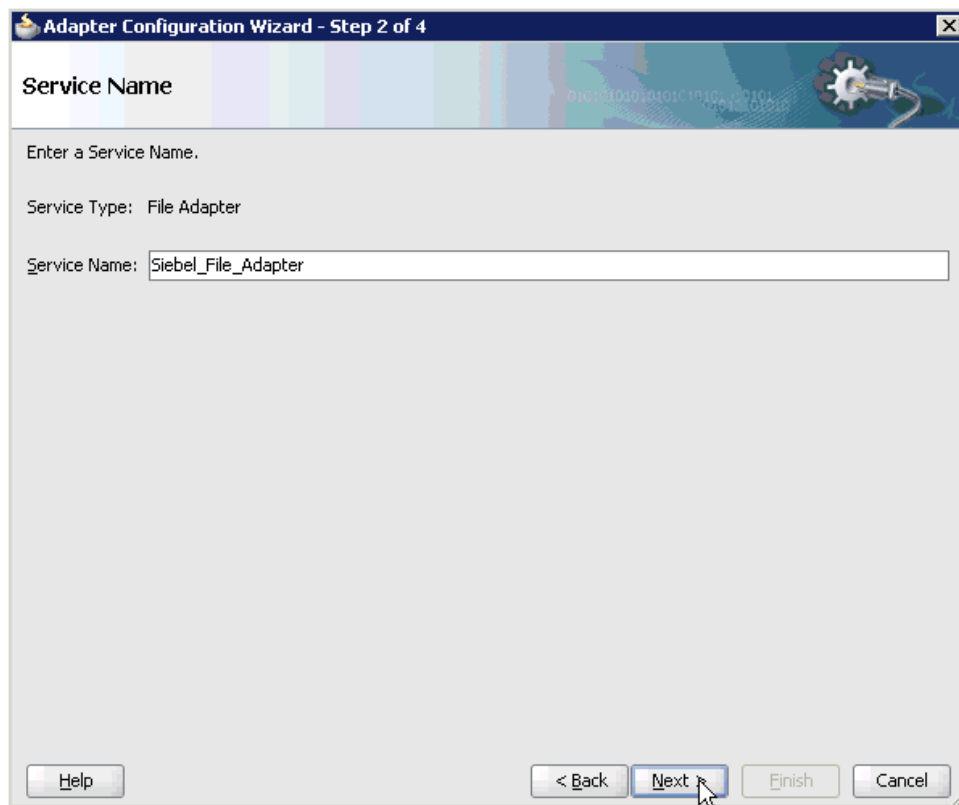 Adapter Configuration Wizard - Step 2 of 4
Service Name
Enter a Service Name.
Service Type: File Adapter
Service Name: Siebel_File_Adapter
Help
< Back
Next >
Finish
Cancel